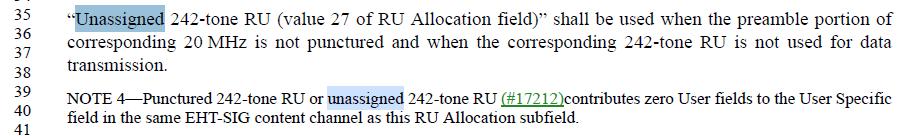 34
35 “Unassigned 242-tone RU (value 27 of RU Allocation field)” shall be used when the preamble portion of
36 corresponding 20 MHz is not punctured and when the corresponding 242-tone RU is not used for data
37 transmission.
38
39 NOTE 4—Punctured 242-tone RU or unassigned 242-tone RU (#17212)contributes zero User fields to the User Specific
40 field in the same EHT-SIG content channel as this RU Allocation subfield.
41